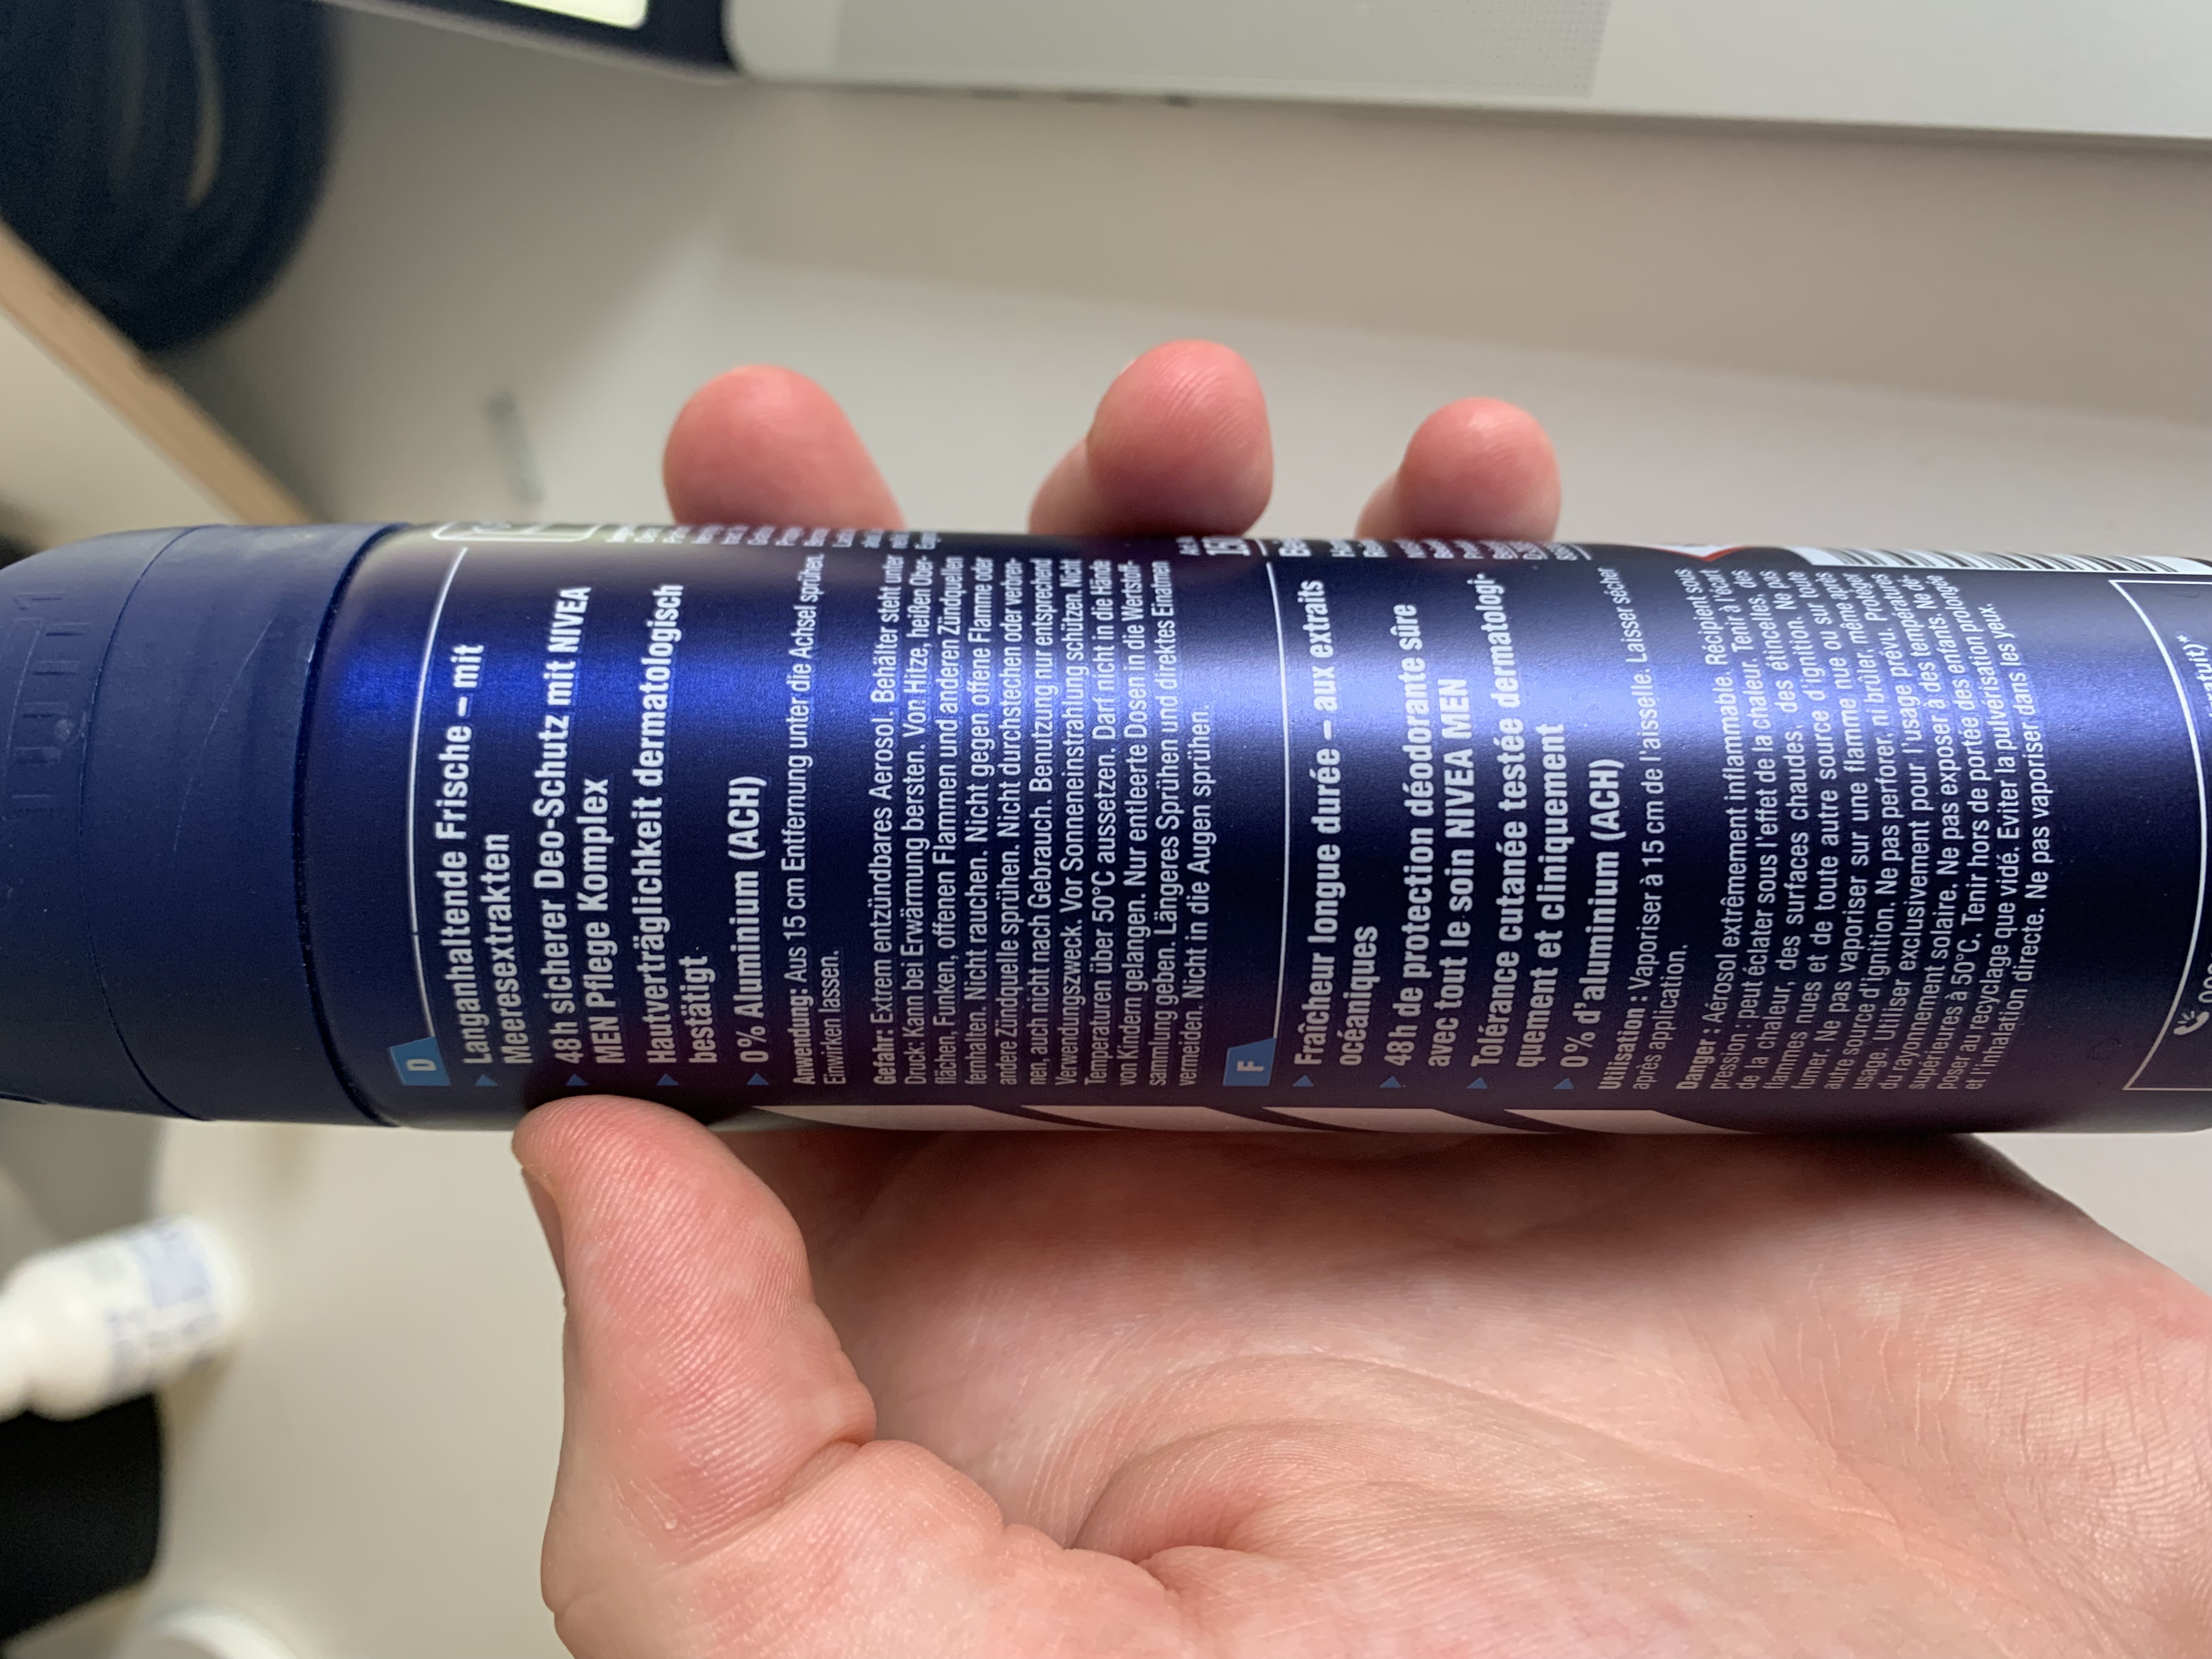 D
Langanhaltende Frische – mit
Meeresextrakten
48h sicherer Deo-Schutz mit NIVEA
MEN Pflege Komplex
Hautverträglichkeit dermatologisch
bestätigt
0% Aluminium (ACH)
Anwendung: Aus 15 cm Entfernung unter die Achsel sprühen.
Einwirken lassen.
Gefahr: Extrem entzündbares Aerosol. Behälter steht unter
Druck: Kann bei Erwärmung bersten. Von Hitze, heißen Ober-
flächen, Funken, offenen Flammen und anderen Zündquellen
fernhalten. Nicht rauchen. Nicht gegen offene Flamme oder
andere Zündquelle sprühen. Nicht durchstechen oder verbren-
nen, auch nicht nach Gebrauch. Benutzung nur entsprechend
Verwendungszweck. Vor Sonneneinstrahlung schützen. Nicht
Temperaturen über 50°C aussetzen. Darf nicht in die Hände
von Kindern gelangen. Nur entleerte Dosen in die Wertstoff-
sammlung geben. Längeres Sprühen und direktes Einatmen
vermeiden. Nicht in die Augen sprühen.
F
Fraîcheur longue durée – aux extraits
océaniques
48h de protection déodorante sûre
avec tout le soin NIVEA MEN
Tolérance cutanée testée dermatologi-
quement et cliniquement
0% d'aluminium (ACH)
Utilisation : Vaporiser à 15 cm de l'aisselle. Laisser sécher
après application.
Danger : Aérosol extrêmement inflammable. Récipient sous
pression : peut éclater sous l'effet de la chaleur. Tenir à l'écart
de la chaleur, des surfaces chaudes, des étincelles, des
flammes nues et de toute autre source d'ignition. Ne pas
fumer. Ne pas vaporiser sur une flamme nue ou sur toute
autre source d'ignition. Ne pas perforer, ni brûler, même après
usage. Utiliser exclusivement pour l'usage prévu. Protéger
du rayonnement solaire. Ne pas exposer à des températures
supérieures à 50°C. Tenir hors de portée des enfants. Ne dé-
poser au recyclage que vidé. Eviter la pulvérisation prolongée
et l'inhalation directe. Ne pas vaporiser dans les yeux.
150